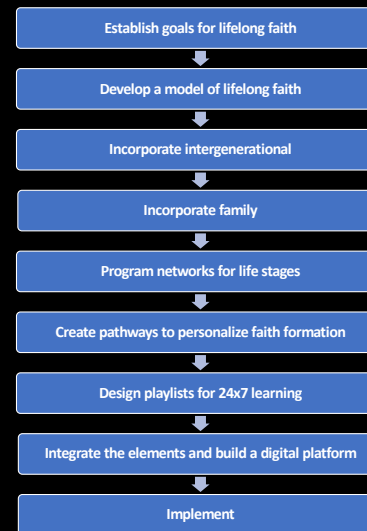 Establish goals for lifelong faith
Develop a model of lifelong faith
Incorporate intergenerational
Incorporate family
Program networks for life stages
Create pathways to personalize faith formation
Design playlists for 24x7 learning
Integrate the elements and build a digital platform
Implement